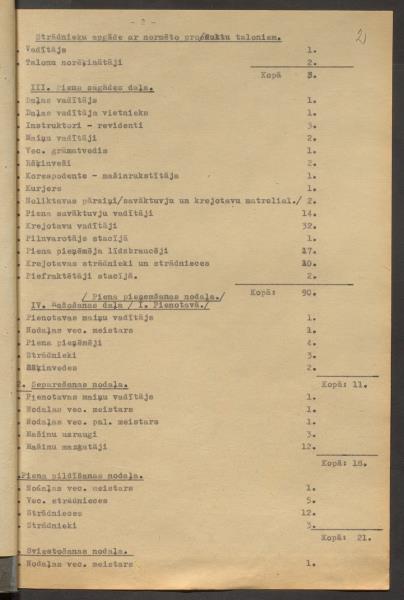 - 2 -
2
Strādnieku apgāde ar normēto produktu taloniem.
Vadītājs 1.
Talonu norēķinātāji 2.
Kopā 3.
III. Piena sagādes daļa.
Daļas vadītājs 1.
Daļas vadītāja vietnieks 1.
Instruktori - revidenti 3.
Maiņu vadītāji 2.
Vec. grāmatvedis 1.
Rēķinveži 2.
Korespodente - mašīnrakstītāja 1.
Kurjers 1.
Noliktavas pārziņi/savāktuvju un krejotavu matrelial./ 2.
Piena savāktuvju vadītāji 14.
Krejotavu vadītāji 32.
Pilnvarotājs stacijā 1.
Piena pieņēmēja līdzbraucēji 17.
Krejotavas strādnieki un strādnieces 10.
Piefraktētāji stacijā. 2.
Kopā: 90.
/ Piena pieņemšanas nodaļa./
IV. Ražošanas daļa / 1. Pienotava./
Pienotavas maiņu vadītājs 1.
Nodaļas vec. meistars 1.
Piena pieņēmēji 4.
Strādnieki 3.
Rēķinvedes 2.
2. Separēšanas nodaļa. Kopā: 11.
Pienotavas maiņu vadītājs 1.
Nodaļas vec. meistars 1.
Nodaļas vec. pal. meistars 1.
Mašīnu uzraugi 3.
Mašīnu mazgātāji 12.
Kopā: 18.
Piena pildīšanas nodaļa.
Nodaļas vec. meistars 1.
Vec. strādnieces 5.
Strādnieces 12.
Strādnieki 3.
Kopā: 21.
Sviestošanas nodaļa.
Nodaļas vec. meistars 1.